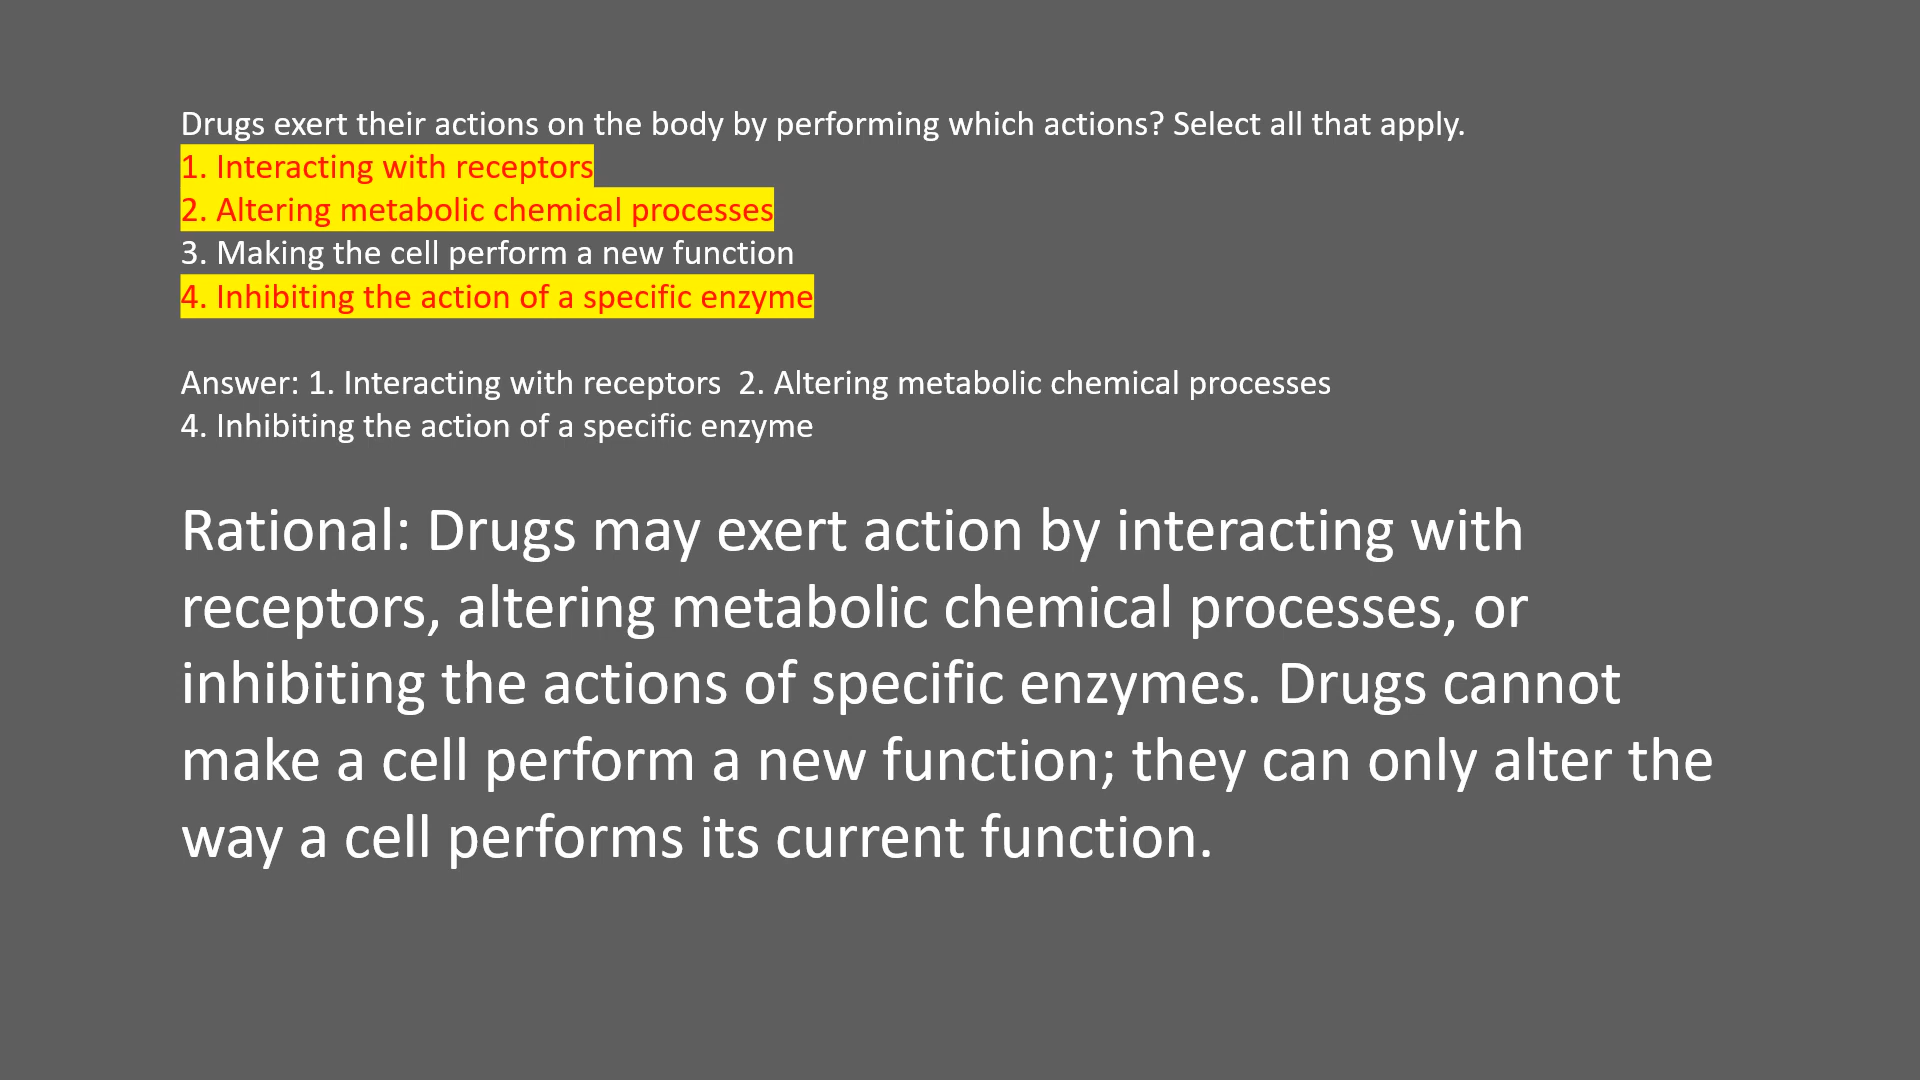 Drugs exert their actions on the body by performing which actions? Select all that apply.
1. Interacting with receptors
2. Altering metabolic chemical processes
3. Making the cell perform a new function
4. Inhibiting the action of a specific enzyme
Answer: 1. Interacting with receptors  2. Altering metabolic chemical processes
4. Inhibiting the action of a specific enzyme
Rational: Drugs may exert action by interacting with
receptors, altering metabolic chemical processes, or
inhibiting the actions of specific enzymes. Drugs cannot
make a cell perform a new function; they can only alter the
way a cell performs its current function.